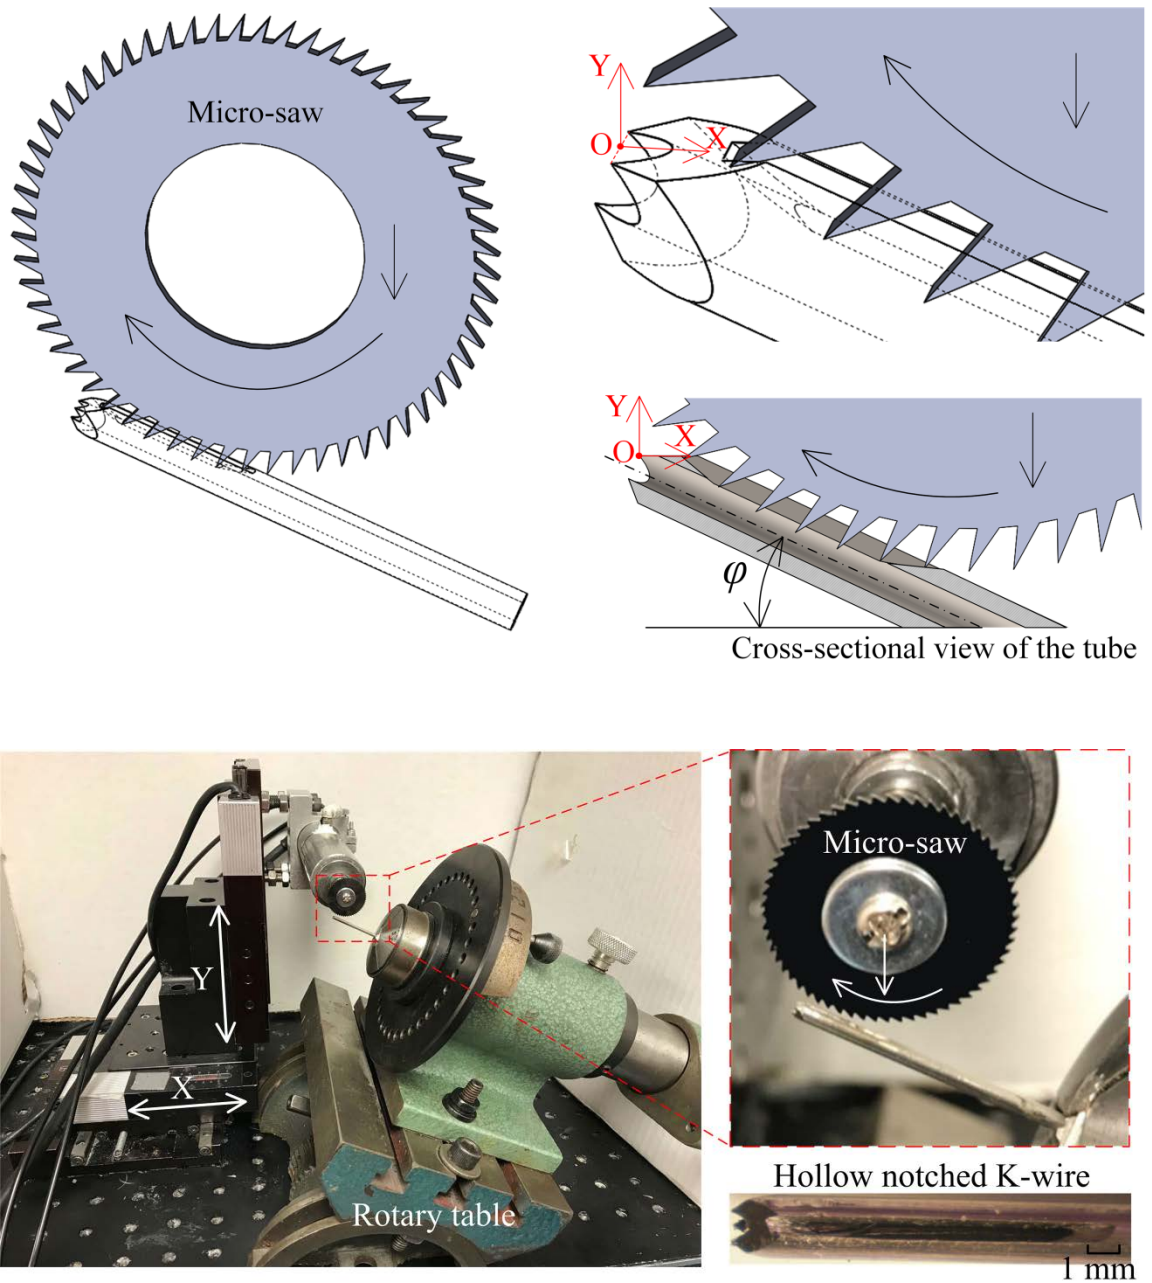 Micro-saw
Y
O
X
Y
O
X
φ
Cross-sectional view of the tube
Y
X
Rotary table
Micro-saw
Hollow notched K-wire
1 mm